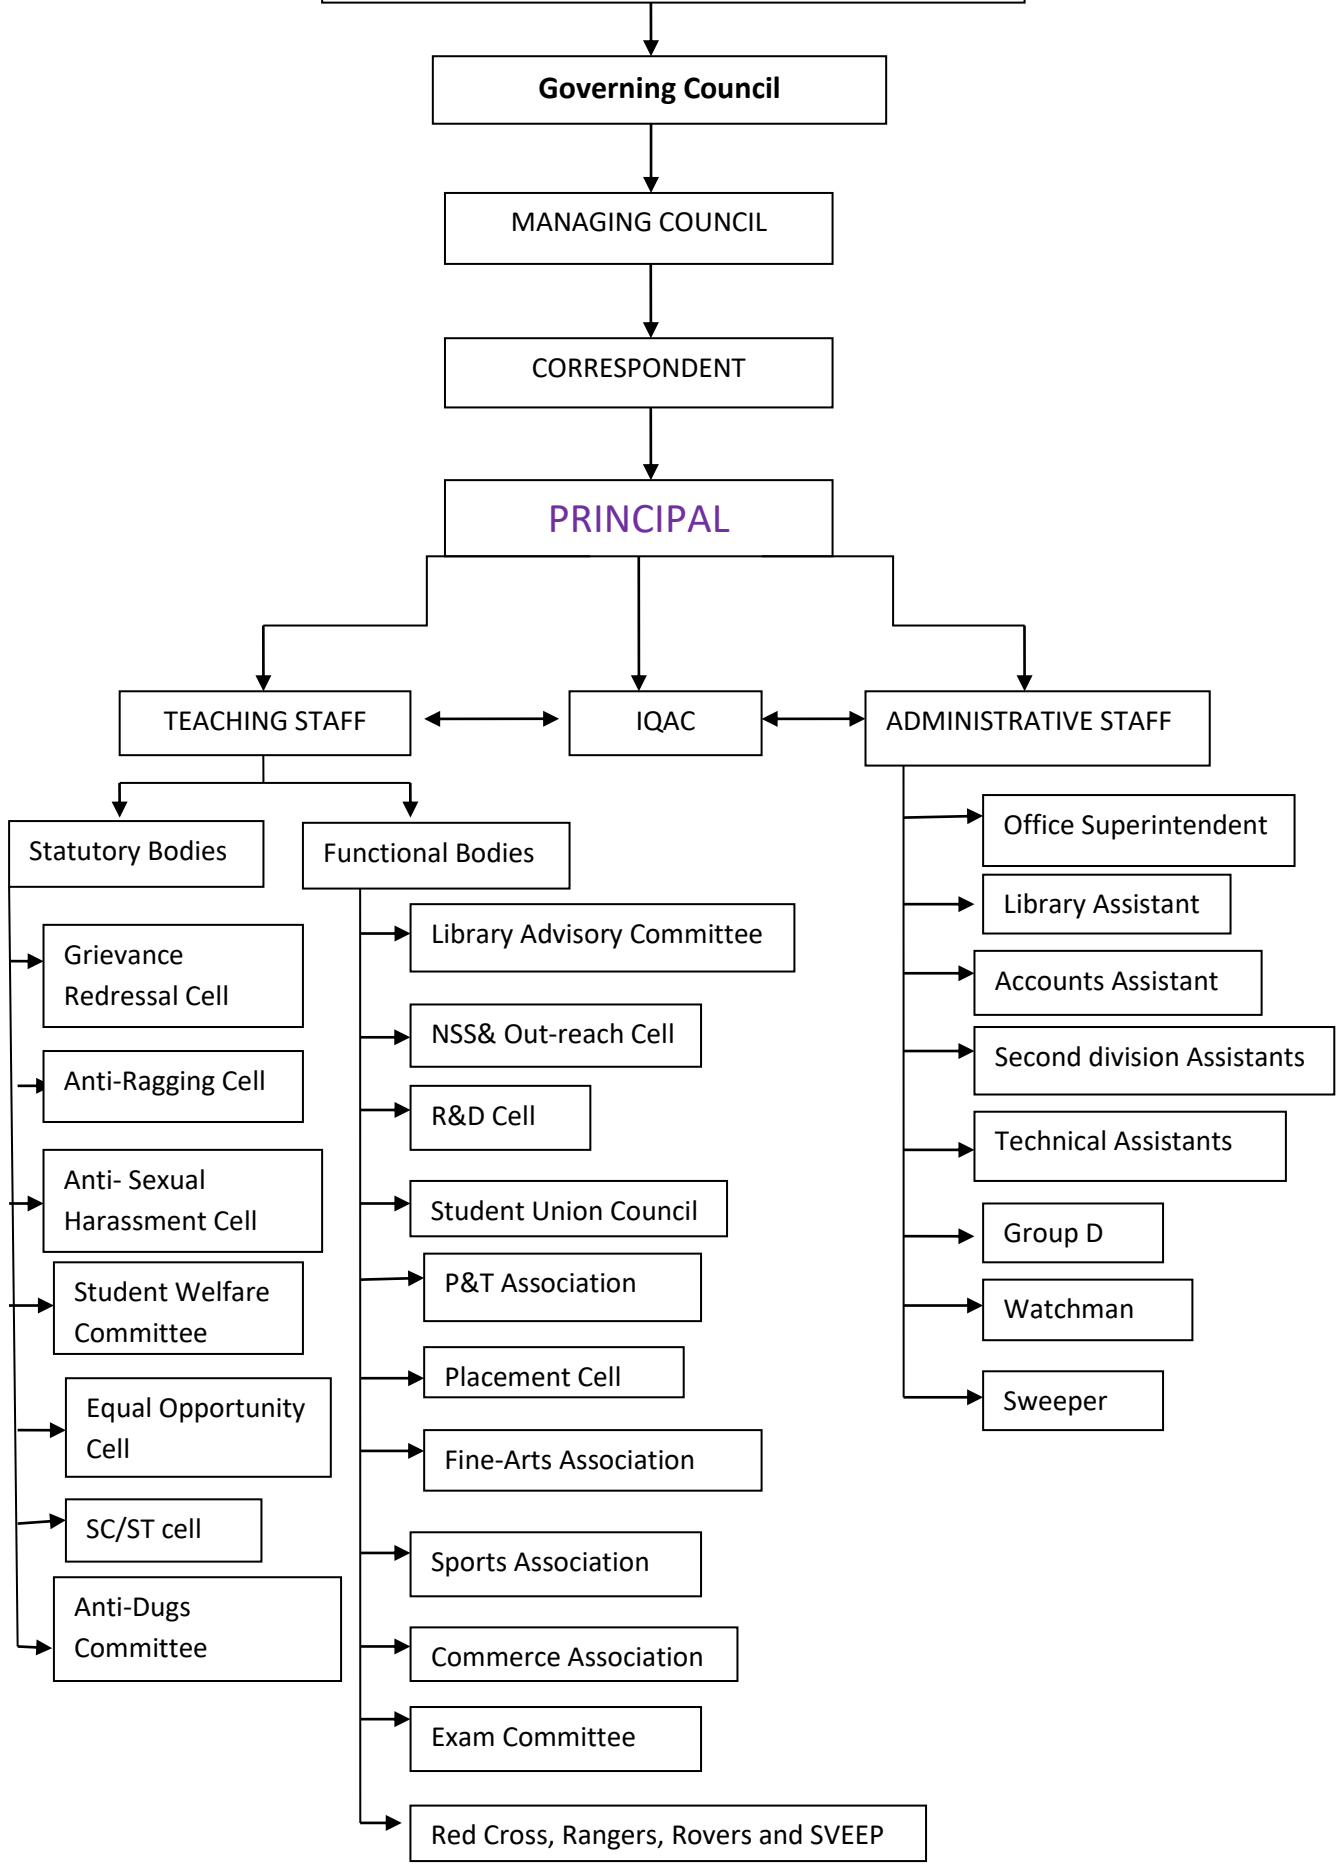 Governing Council
MANAGING COUNCIL
CORRESPONDENT
PRINCIPAL
TEACHING STAFF
IQAC
ADMINISTRATIVE STAFF
Statutory Bodies
Grievance
Redressal Cell
Anti-Ragging Cell
Anti- Sexual
Harassment Cell
Student Welfare
Committee
Equal Opportunity
Cell
SC/ST cell
Anti-Dugs
Committee
Functional Bodies
Library Advisory Committee
NSS& Out-reach Cell
R&D Cell
Student Union Council
P&T Association
Placement Cell
Fine-Arts Association
Sports Association
Commerce Association
Exam Committee
Red Cross, Rangers, Rovers and SVEEP
Office Superintendent
Library Assistant
Accounts Assistant
Second division Assistants
Technical Assistants
Group D
Watchman
Sweeper